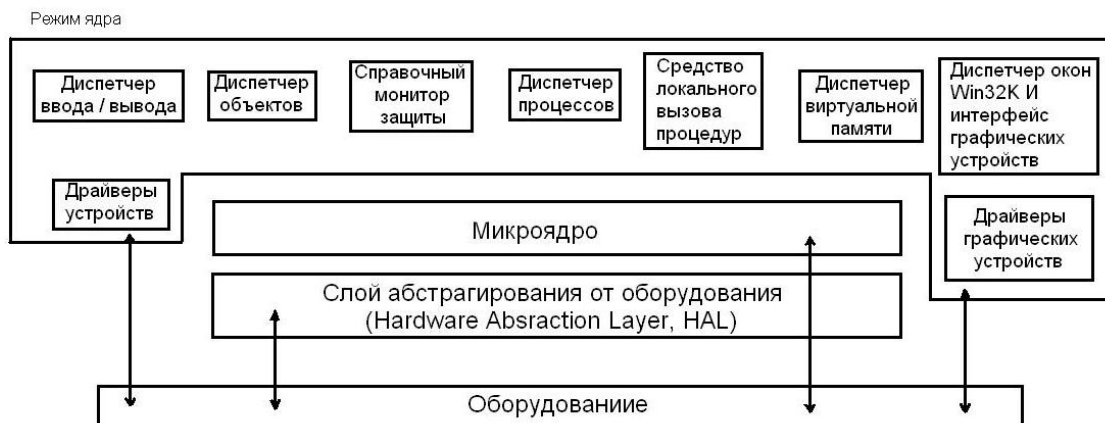 Режим ядра
Диспетчер
ввода / вывода
Диспетчер
объектов
Справочный
монитор
защиты
Диспетчер
процессов
Средство
локального
вызова
процедур
Диспетчер
виртуальной
памяти
Диспетчер окон
Win32K И
интерфейс
графических
устройств
Драйверы
устройств
Микроядро
Драйверы
графических
устройств
Слой абстрагирования от оборудования
(Hardware Absraction Layer, HAL)
Оборудованиие